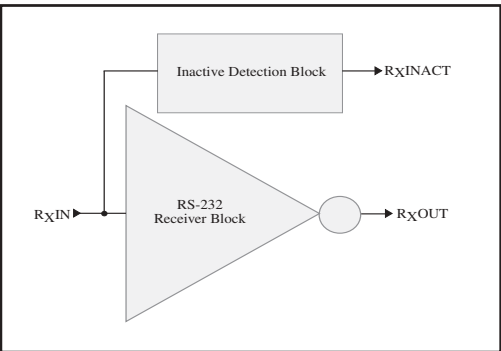 Inactive Detection Block
RXINACT
RXIN
RS-232
Receiver Block
RXOUT